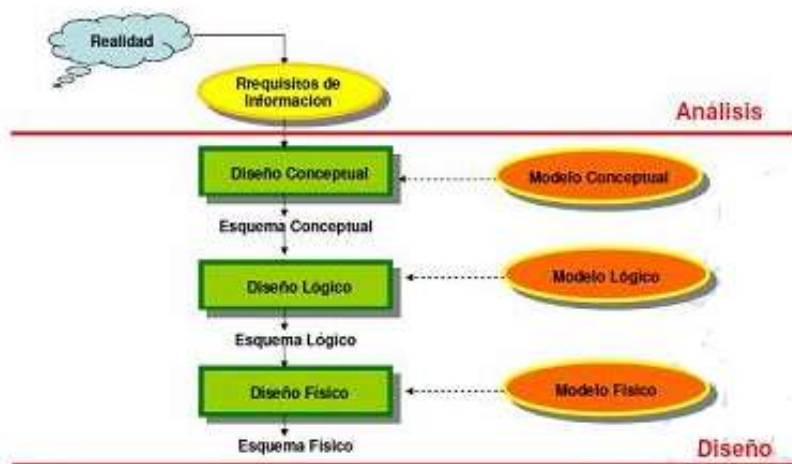 Realidad
Rrequisitos de
Informacion
Análisis
Diseño Conceptual
Modelo Conceptual
Esquema Conceptual
Diseño Lógico
Modelo Lógico
Esquema Lógico
Diseño Físico
Modelo Físico
Esquema Físico
Diseño